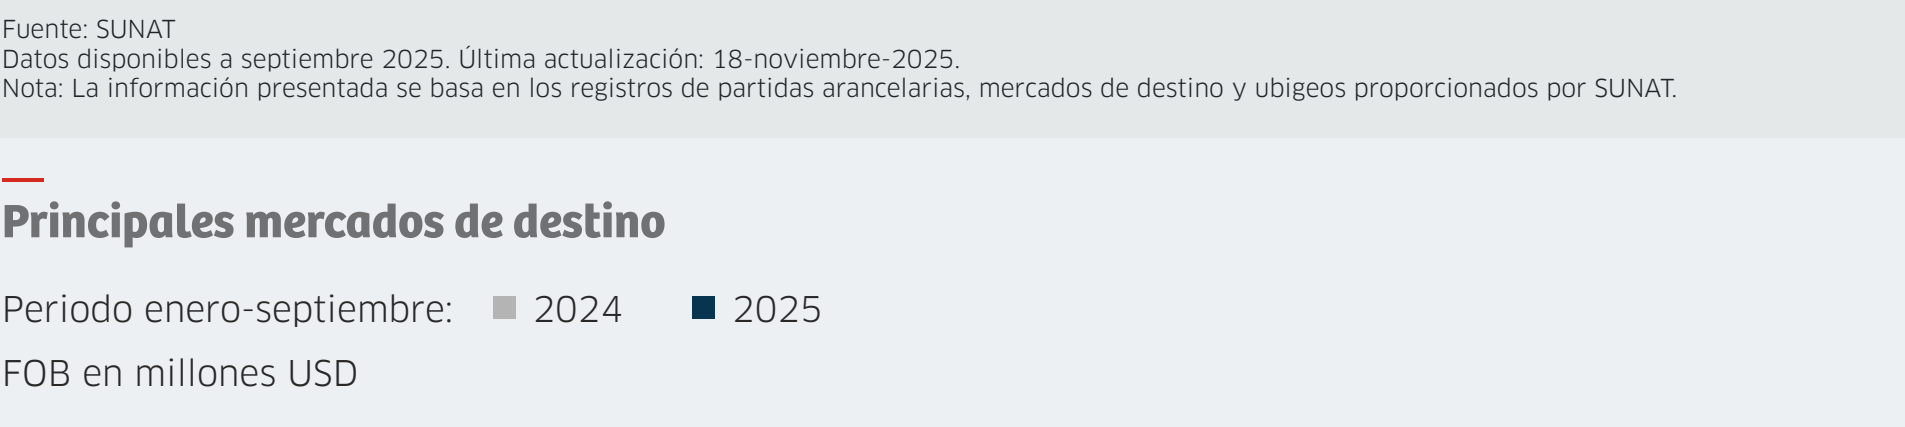 Fuente: SUNAT
Datos disponibles a septiembre 2025. Última actualización: 18-noviembre-2025.
Nota: La información presentada se basa en los registros de partidas arancelarias, mercados de destino y ubigeos proporcionados por SUNAT.
Principales mercados de destino
Periodo enero-septiembre: 2024 2025
FOB en millones USD